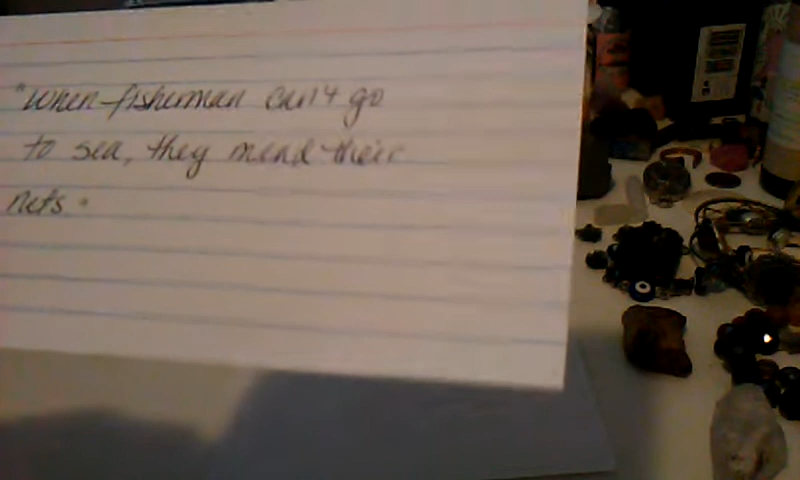 "When fisherman can't go
to sea, they mend their
nets.